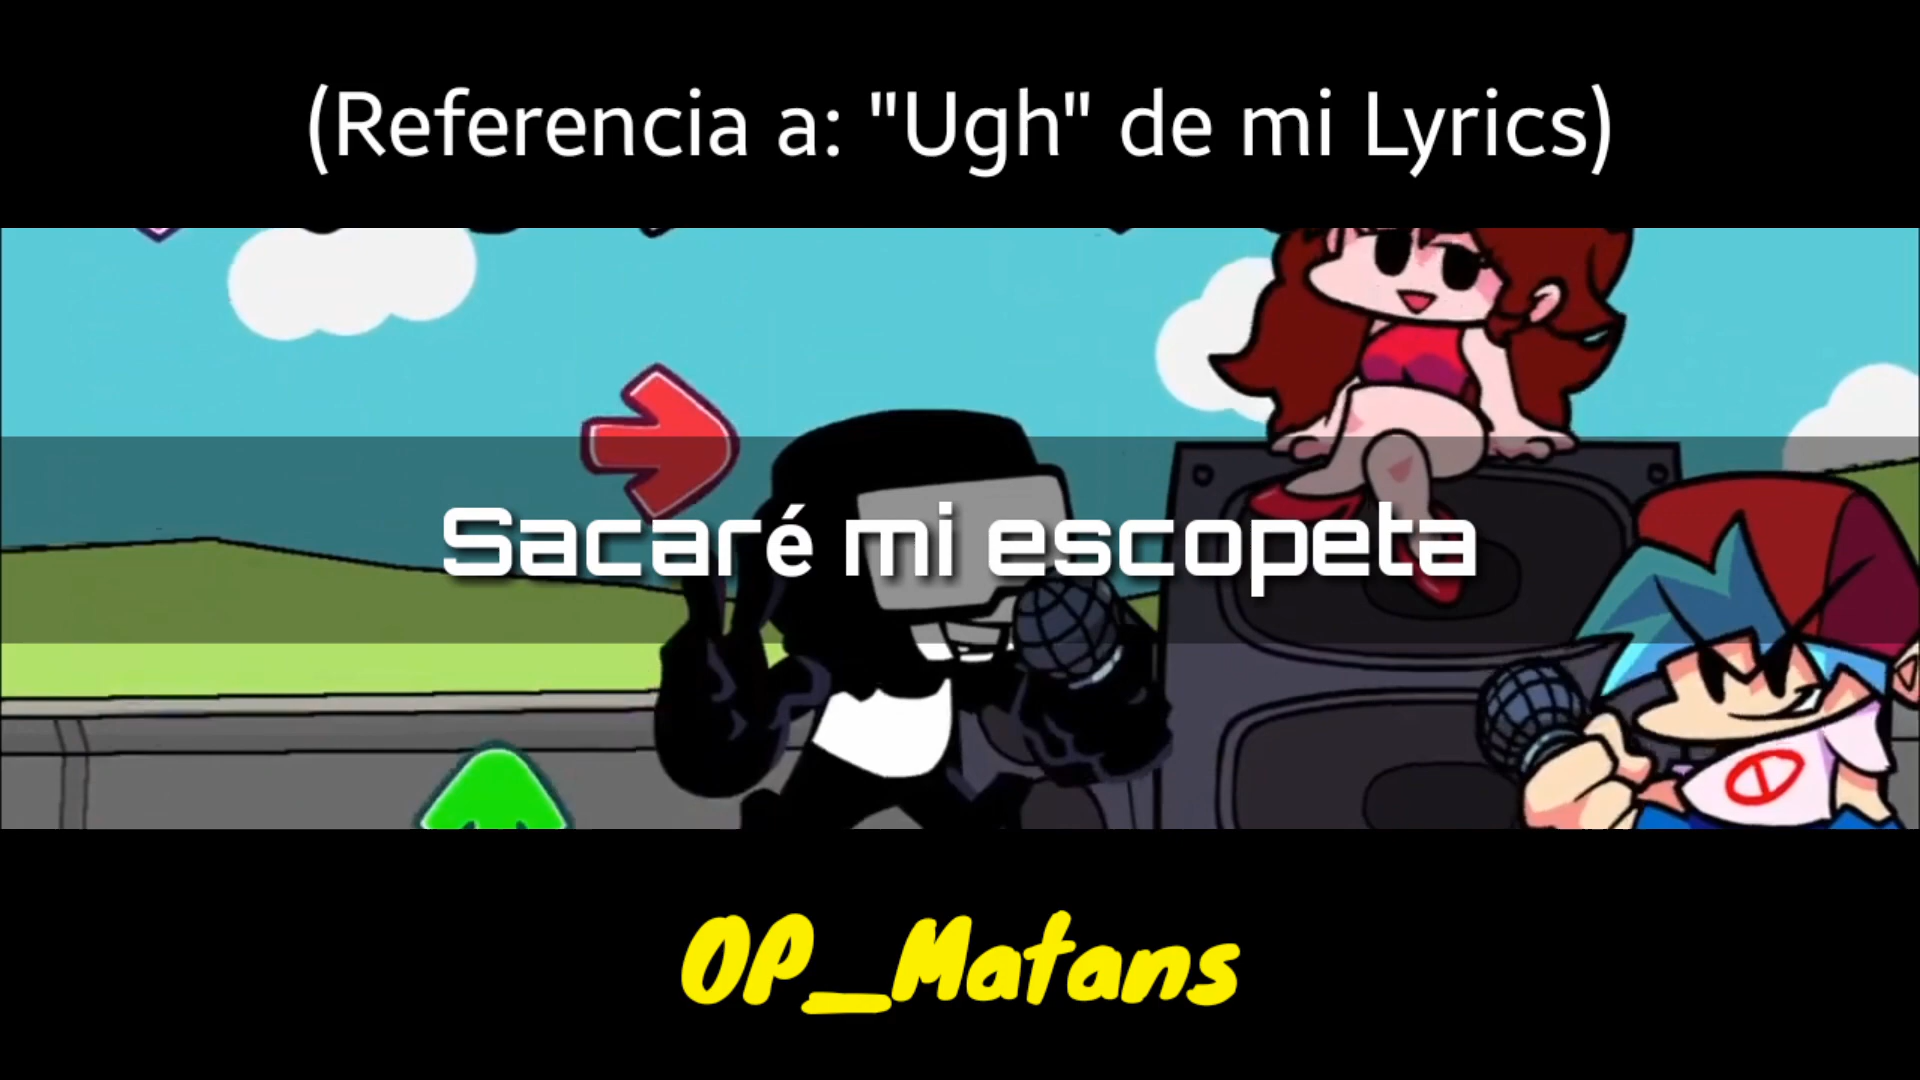 (Referencia a: "Ugh" de mi Lyrics)
Sacaré mi escopeta
OP_Matans